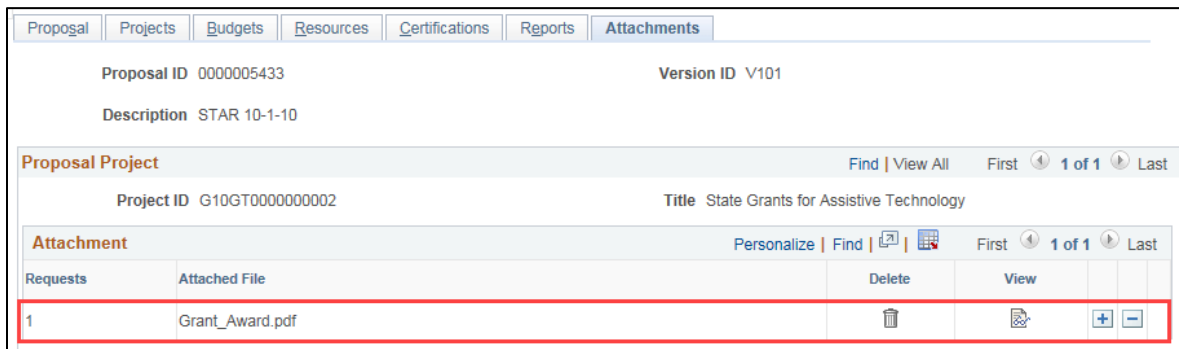 Proposal Projects Budgets Resources Certifications Reports Attachments
Proposal ID 0000005433 Version ID V101
Description STAR 10-1-10
Proposal Project Find | View All First 1 of 1 Last
Project ID G10GT0000000002 Title State Grants for Assistive Technology
Attachment Personalize | Find | | First 1 of 1 Last
Requests Attached File Delete View
1 Grant_Award.pdf